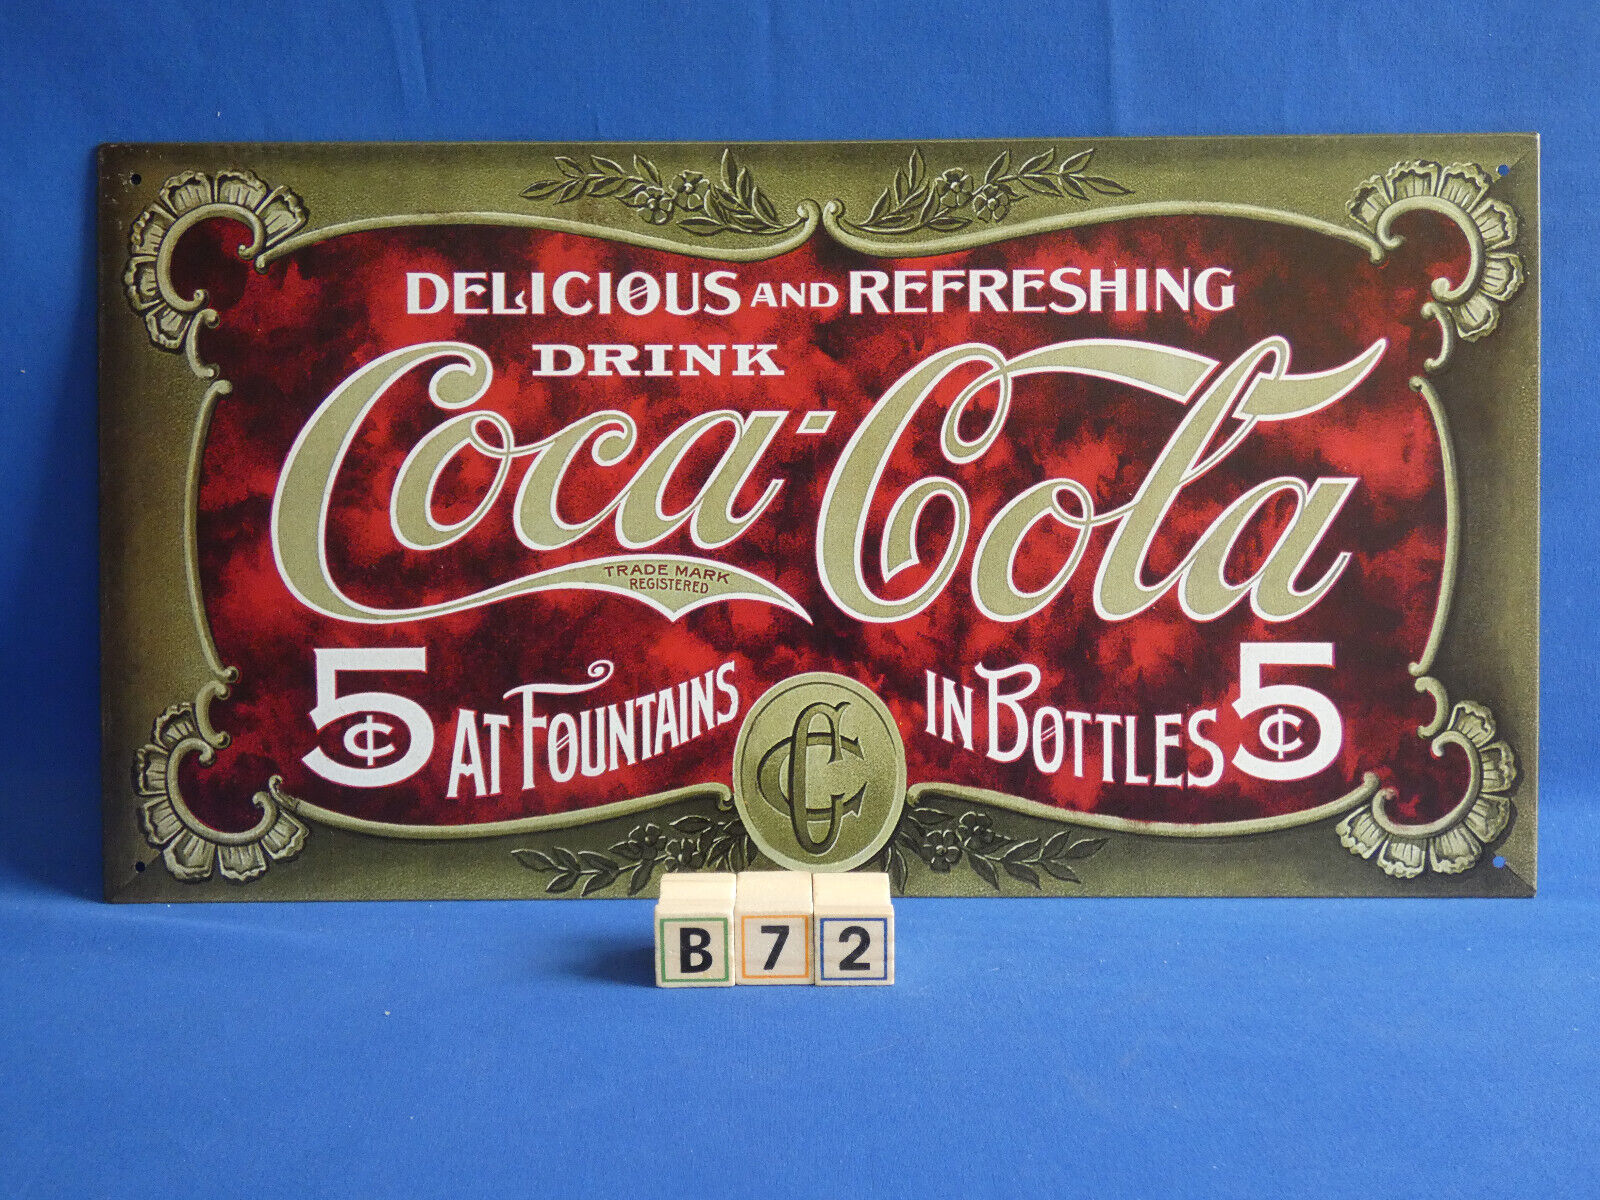 DELICIOUS AND REFRESHING
DRINK
Coca-Cola
TRADE MARK
REGISTERED
5¢ AT FOUNTAINS IN BOTTLES 5¢
CC
B 7 2